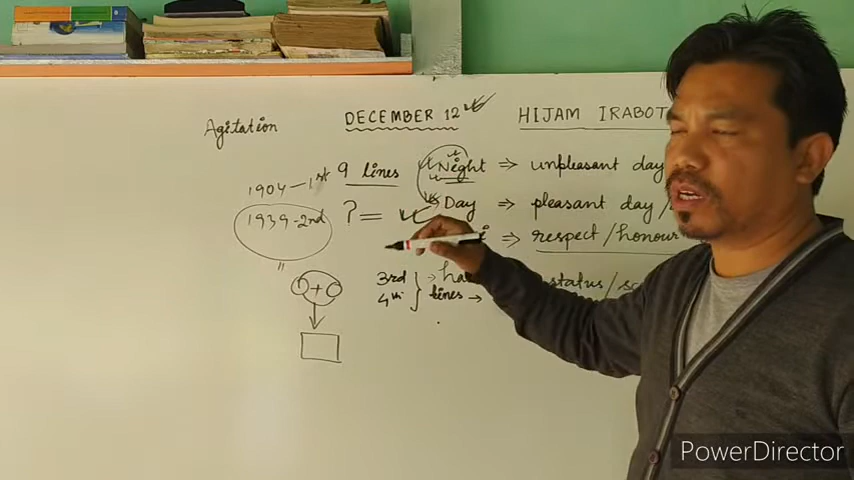 Agitation
DECEMBER 12
HIJAM IRABOT
1904 - 1st
9 lines
Night ⇒ unpleasant day
1939 - 2nd
? =
Day ⇒ pleasant day/
⇒ respect/honour
D + C
3rd
4th
lines →
status/
PowerDirector